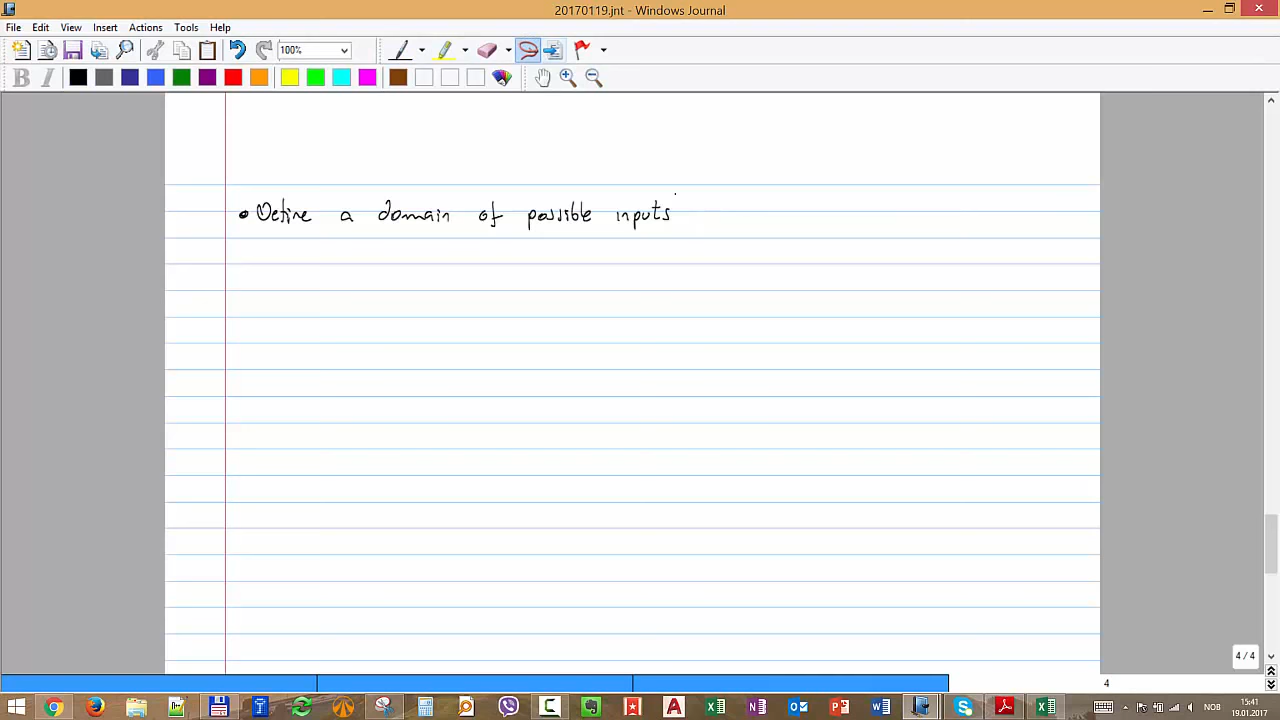 20170119.jnt - Windows Journal
File Edit View Insert Actions Tools Help
100%
B I
• Define a domain of possible inputs
4 / 4
4
NOB
15:41
19.01.2017